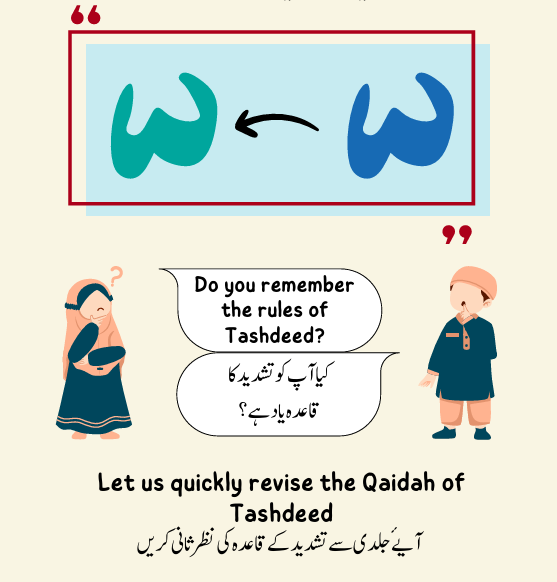 Do you remember
the rules of
Tashdeed?
کیا آپ کو تشدید کا
قاعدہ یاد ہے؟
Let us quickly revise the Qaidah of
Tashdeed
آیۓ جلدی سے تشدید کے قاعدہ کی نظر ثانی کریں